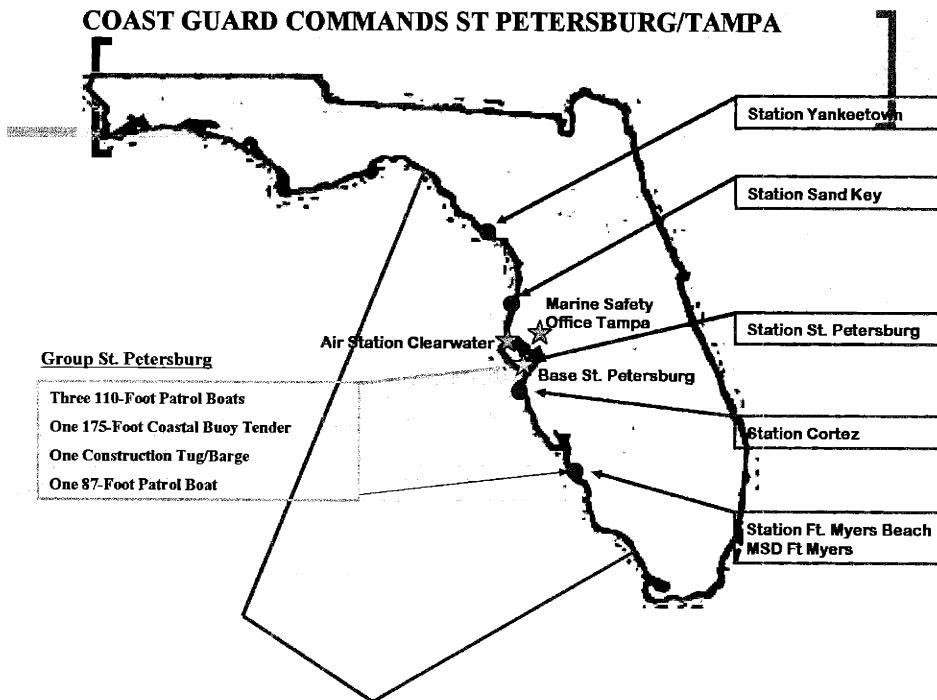 COAST GUARD COMMANDS ST PETERSBURG/TAMPA
Station Yankeetown
Station Sand Key
Marine Safety
Office Tampa
Air Station Clearwater
Station St. Petersburg
Group St. Petersburg
Base St. Petersburg
Three 110-Foot Patrol Boats
One 175-Foot Coastal Buoy Tender
One Construction Tug/Barge
One 87-Foot Patrol Boat
Station Cortez
Station Ft. Myers Beach
MSD Ft Myers